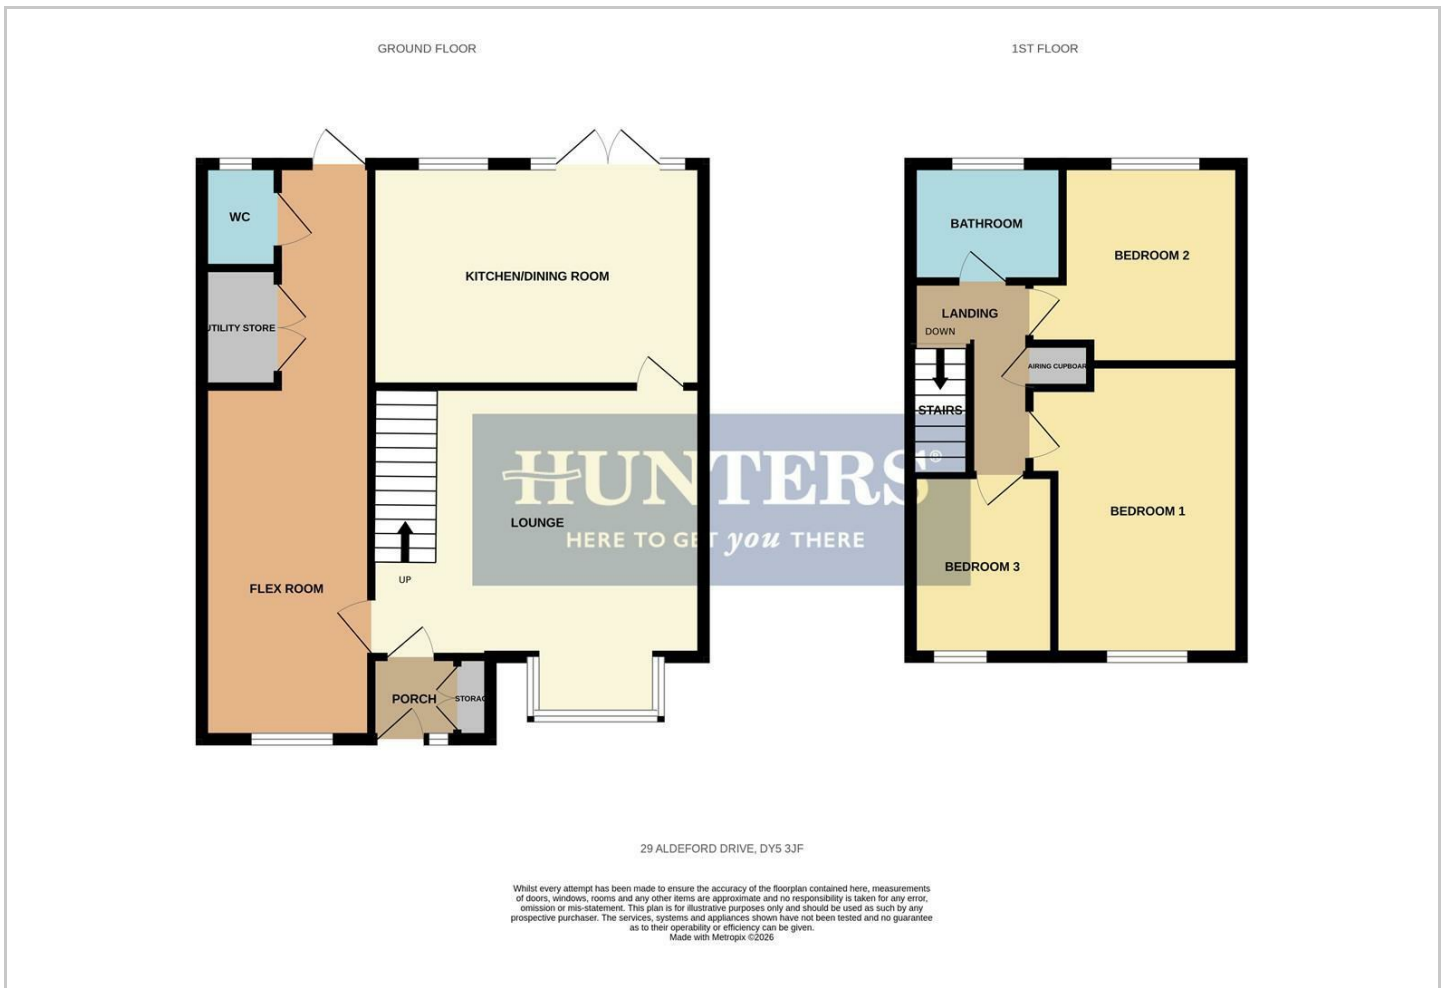 GROUND FLOOR
1ST FLOOR
WC
UTILITY STORE
KITCHEN/DINING ROOM
FLEX ROOM
LOUNGE
UP
PORCH
STORAG
BATHROOM
BEDROOM 2
LANDING
DOWN
AIRING CUPBOAR
STAIRS
BEDROOM 1
BEDROOM 3
HUNTERS®
HERE TO GET you THERE
29 ALDEFORD DRIVE, DY5 3JF
Whilst every attempt has been made to ensure the accuracy of the floorplan contained here, measurements
of doors, windows, rooms and any other items are approximate and no responsibility is taken for any error,
omission or mis-statement. This plan is for illustrative purposes only and should be used as such by any
prospective purchaser. The services, systems and appliances shown have not been tested and no guarantee
as to their operability or efficiency can be given.
Made with Metropix ©2026